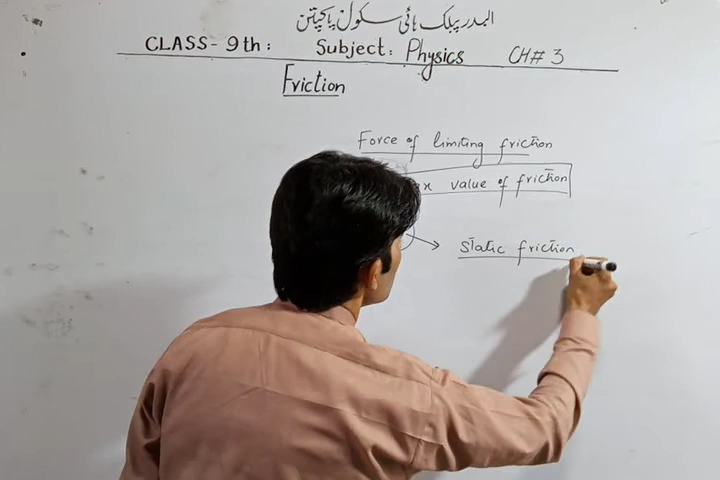 البدر پبلک ہائی سکول پاکپتن
CLASS- 9th: Subject: Physics CH# 3
Friction
Force of limiting friction
value of friction
Static friction